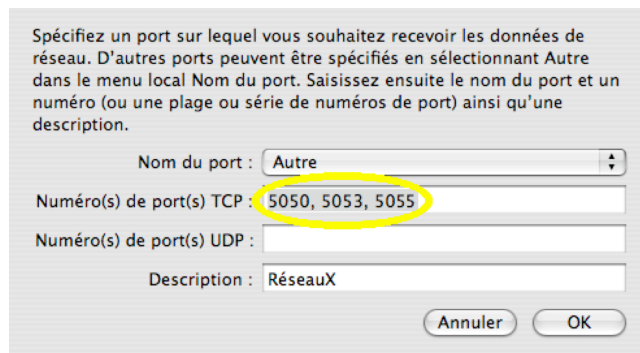 Spécifiez un port sur lequel vous souhaitez recevoir les données de
réseau. D'autres ports peuvent être spécifiés en sélectionnant Autre
dans le menu local Nom du port. Saisissez ensuite le nom du port et un
numéro (ou une plage ou série de numéros de port) ainsi qu'une
description.
Nom du port : Autre
Numéro(s) de port(s) TCP : 5050, 5053, 5055
Numéro(s) de port(s) UDP :
Description : RéseauX
Annuler OK